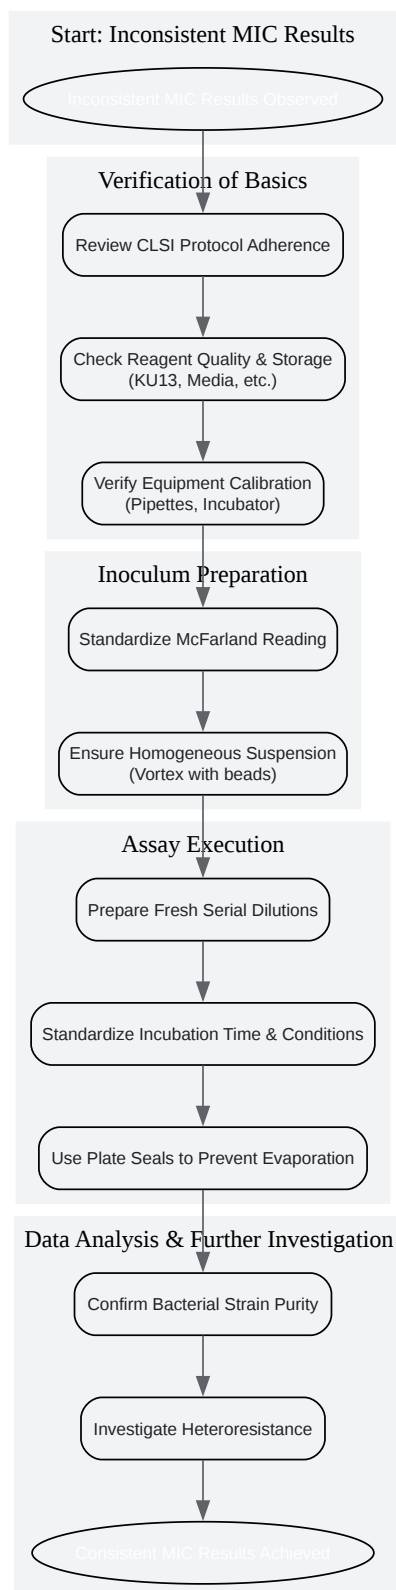 Start: Inconsistent MIC Results
Inconsistent MIC Results Observed
Verification of Basics
Review CLSI Protocol Adherence
Check Reagent Quality & Storage
(KU13, Media, etc.)
Verify Equipment Calibration
(Pipettes, Incubator)
Inoculum Preparation
Standardize McFarland Reading
Ensure Homogeneous Suspension
(Vortex with beads)
Assay Execution
Prepare Fresh Serial Dilutions
Standardize Incubation Time & Conditions
Use Plate Seals to Prevent Evaporation
Data Analysis & Further Investigation
Confirm Bacterial Strain Purity
Investigate Heteroresistance
Consistent MIC Results Achieved